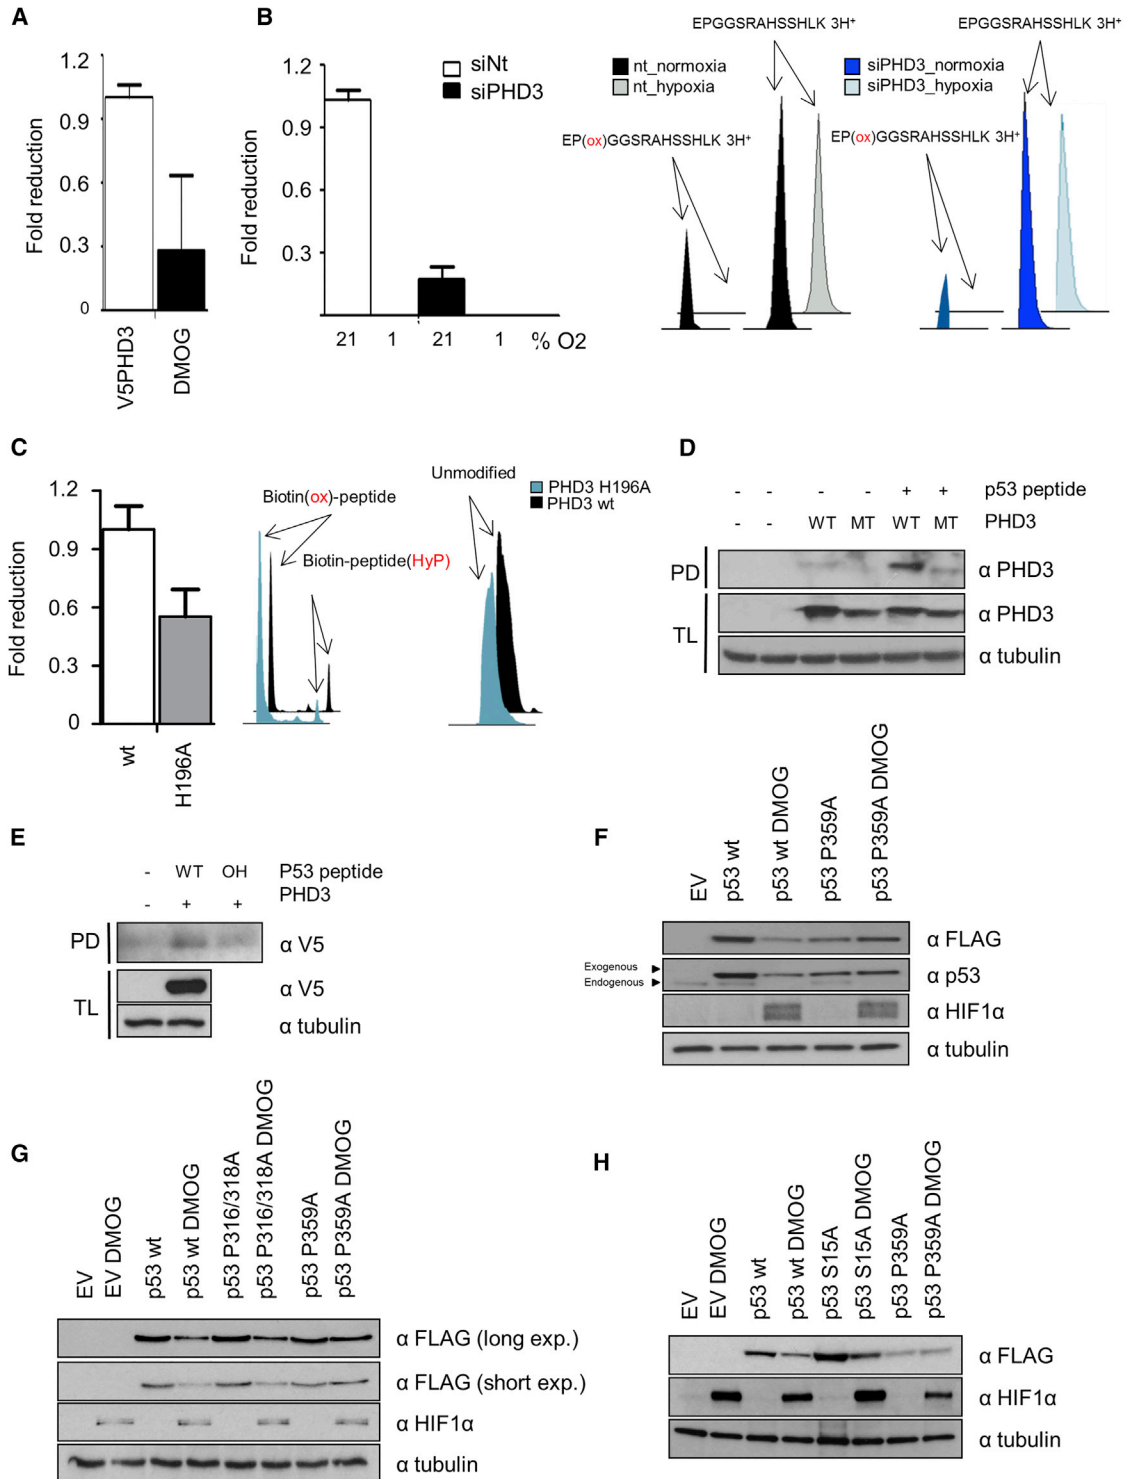 A
Fold reduction
1.2
0.9
0.6
0.3
0
V5PHD3
DMOG
B
Fold reduction
1.2
0.9
0.6
0.3
siNt
siPHD3
21 1 21 1 % O2
EPGGSRAHSSHLK 3H⁺
nt_normoxia
nt_hypoxia
EP(ox)GGSRAHSSHLK 3H⁺
EPGGSRAHSSHLK 3H⁺
siPHD3_normoxia
siPHD3_hypoxia
EP(ox)GGSRAHSSHLK 3H⁺
C
Fold reduction
1.2
0.9
0.6
0.3
0
wt
H196A
Biotin(ox)-peptide
Biotin-peptide(HyP)
Unmodified
PHD3 H196A
PHD3 wt
D
- - - - + + p53 peptide
- - WT MT WT MT PHD3
PD
α PHD3
TL
α PHD3
α tubulin
E
- WT OH P53 peptide
- + + PHD3
PD
α V5
TL
α V5
α tubulin
F
EV
p53 wt
p53 wt DMOG
p53 P359A
p53 P359A DMOG
α FLAG
Exogenous
Endogenous
α p53
α HIF1α
α tubulin
G
EV
EV DMOG
p53 wt
p53 wt DMOG
p53 P316/318A
p53 P316/318A DMOG
p53 P359A
p53 P359A DMOG
α FLAG (long exp.)
α FLAG (short exp.)
α HIF1α
α tubulin
H
EV
EV DMOG
p53 wt
p53 wt DMOG
p53 S15A
p53 S15A DMOG
p53 P359A
p53 P359A DMOG
α FLAG
α HIF1α
α tubulin